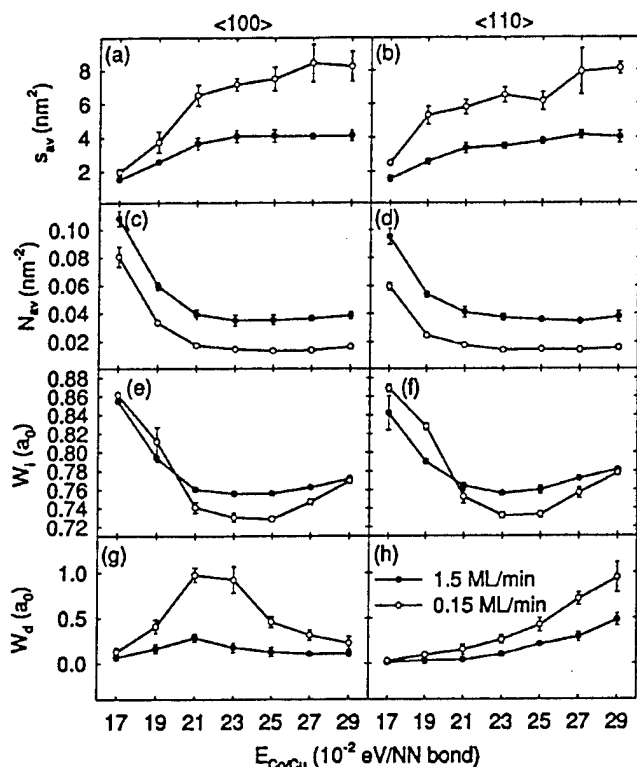 <100> <110>
(a) (b)
8
6
4
2
s_av (nm²)
(c) (d)
0.10
0.08
0.06
0.04
0.02
N_av (nm⁻²)
(e) (f)
0.88
0.86
0.84
0.82
0.80
0.78
0.76
0.74
0.72
W_i (a₀)
(g) (h)
1.0
0.5
0.0
W_d (a₀)
1.5 ML/min
0.15 ML/min
17 19 21 23 25 27 29 17 19 21 23 25 27 29
E_Co/Cu (10⁻² eV/NN bond)